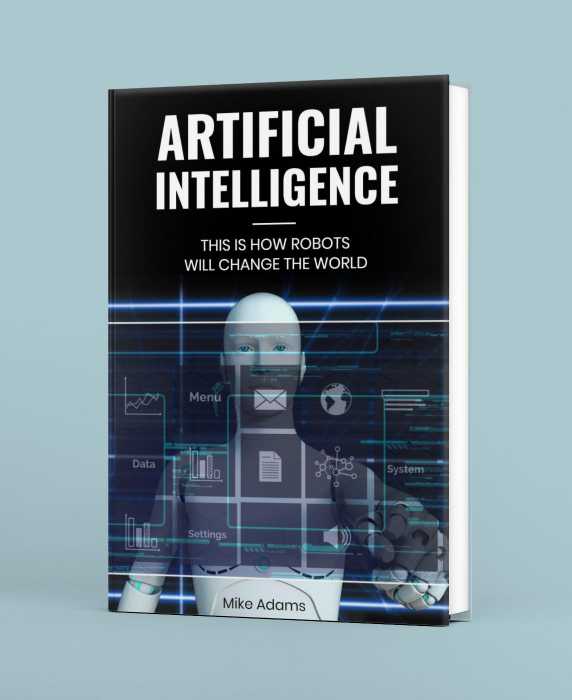 ARTIFICIAL
INTELLIGENCE
THIS IS HOW ROBOTS
WILL CHANGE THE WORLD
Menu
Data
System
Settings
Mike Adams